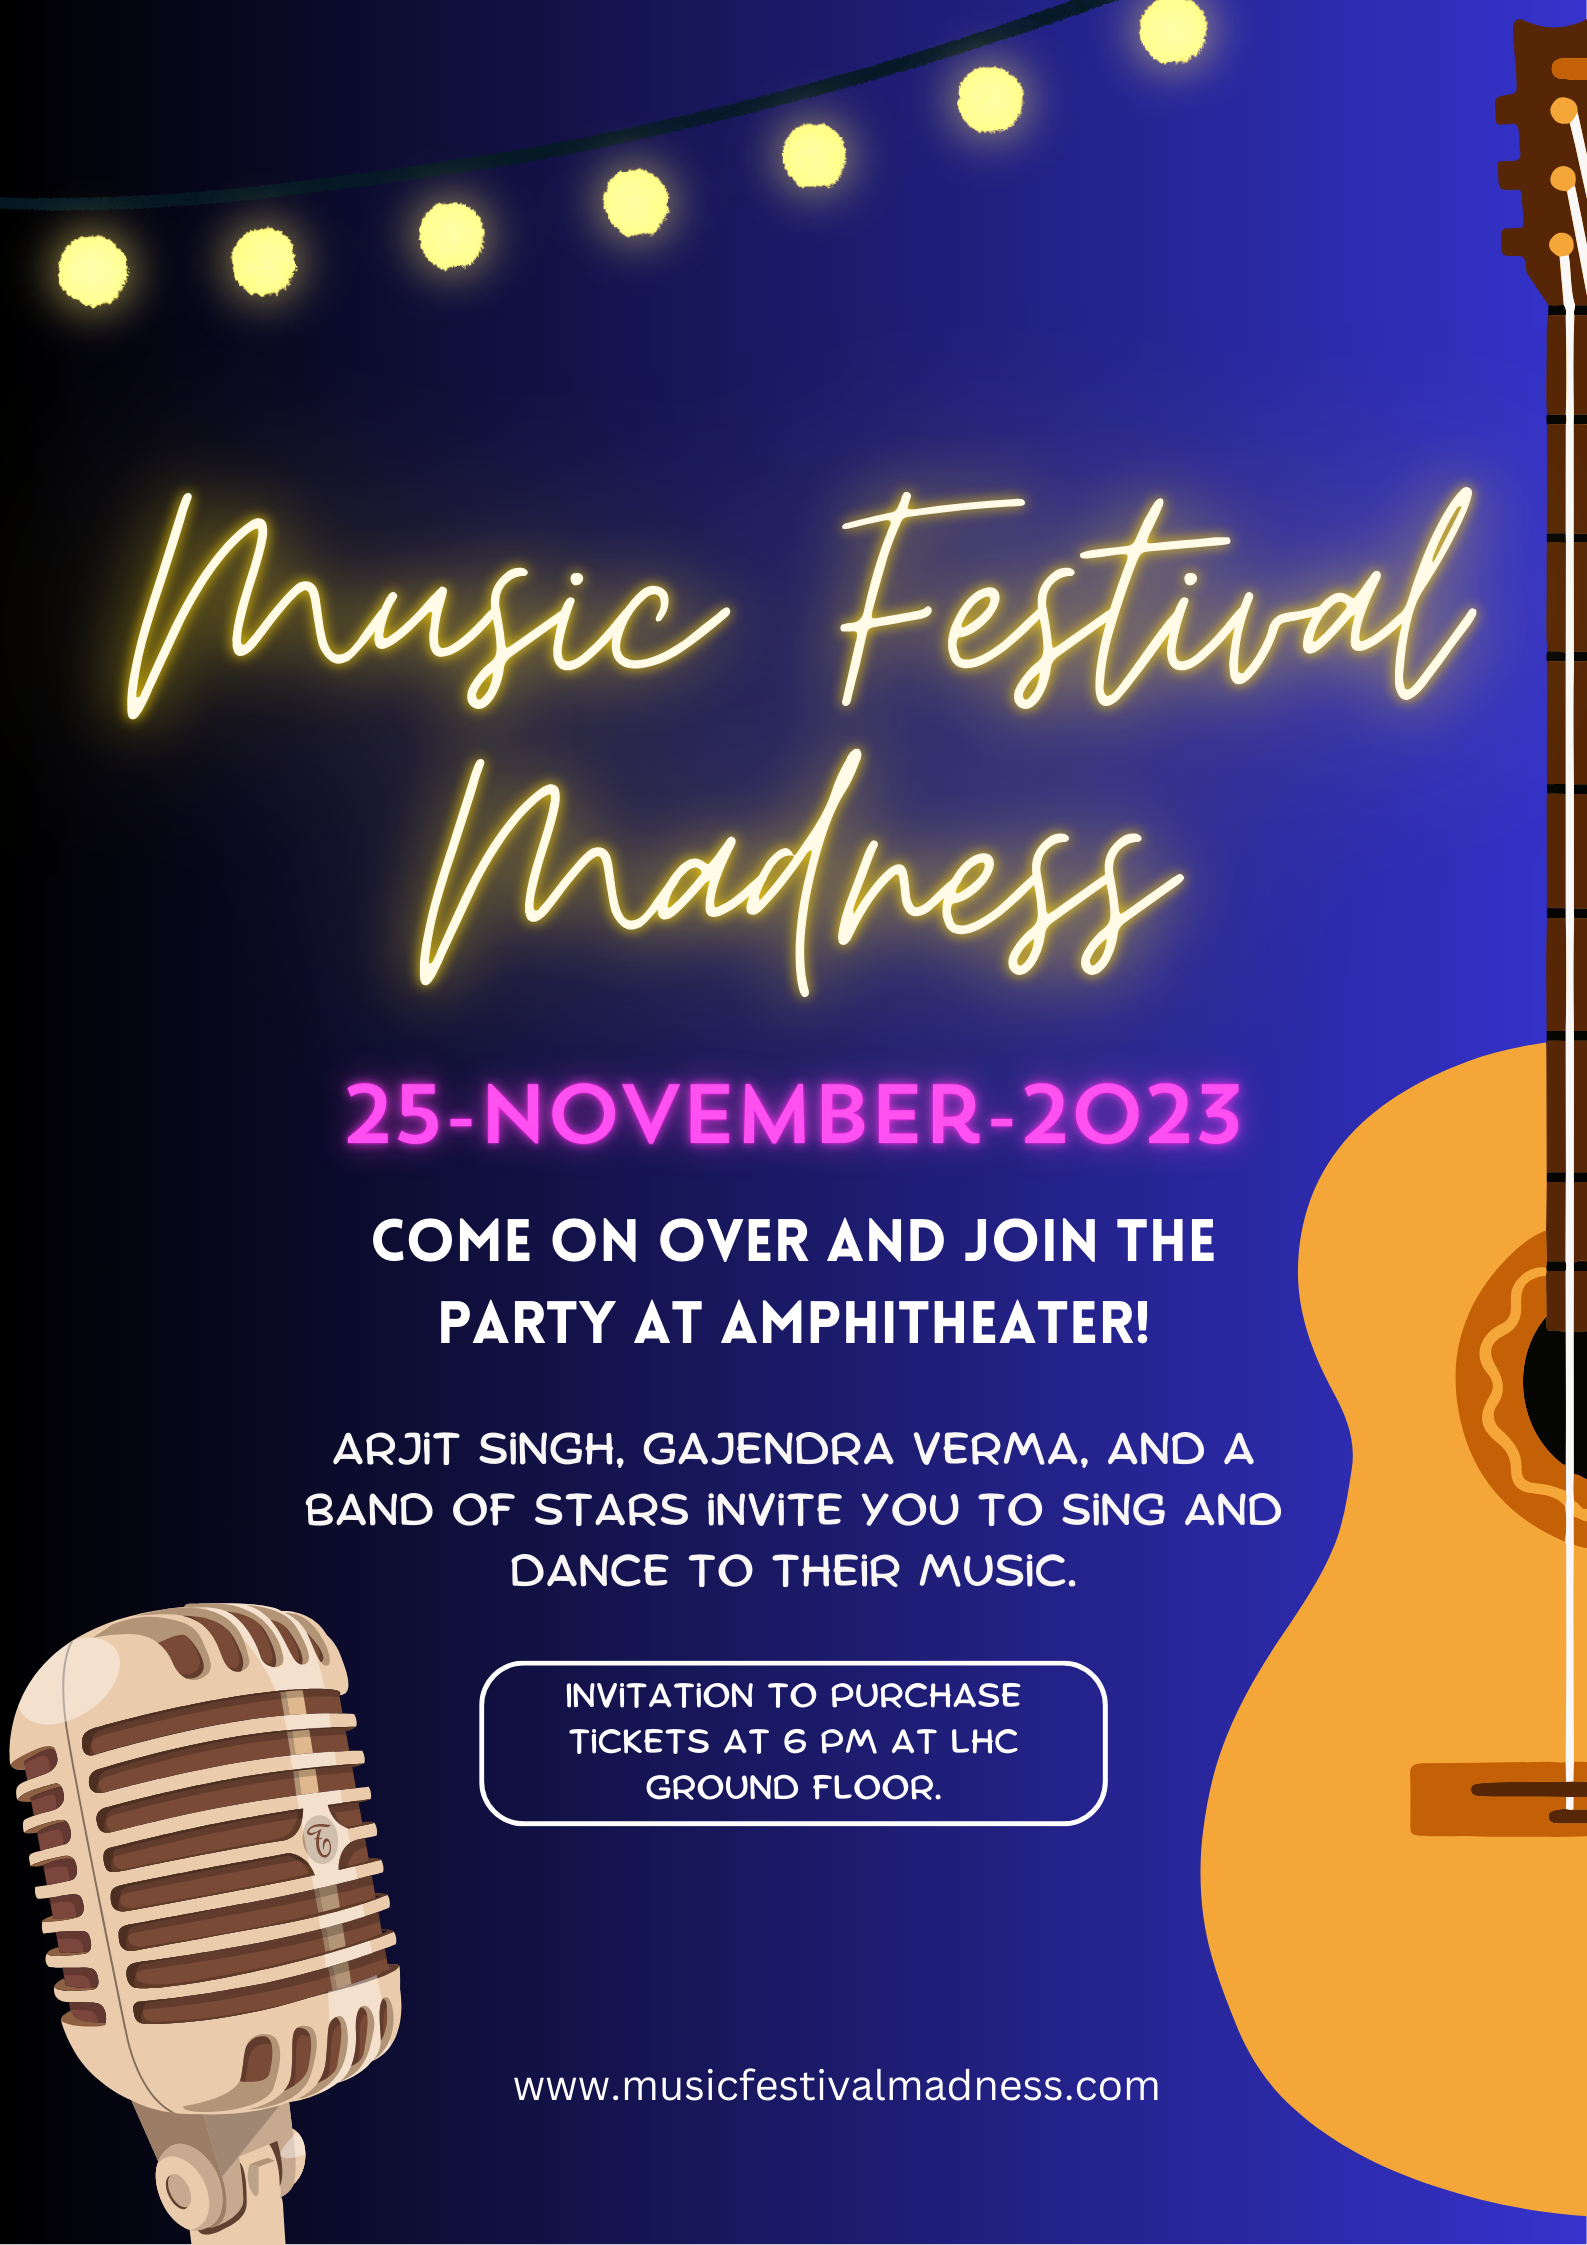 Music Festival
Madness
25-NOVEMBER-2023
COME ON OVER AND JOIN THE
PARTY AT AMPHITHEATER!
ARJiT SiNGH, GAJENDRA VERMA, AND A
BAND OF STARS iNViTE YOU TO SiNG AND
DANCE TO THEiR MUSiC.
INViTATiON TO PURCHASE
TiCKETS AT 6 PM AT LHC
GROUND FLOOR.
www.musicfestivalmadness.com